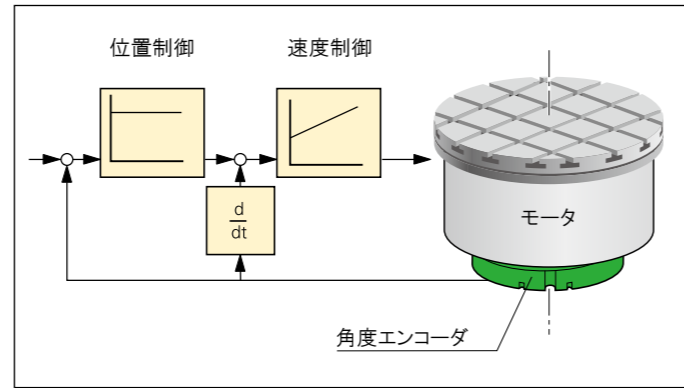 位置制御
速度制御
d
dt
モータ
角度エンコーダ